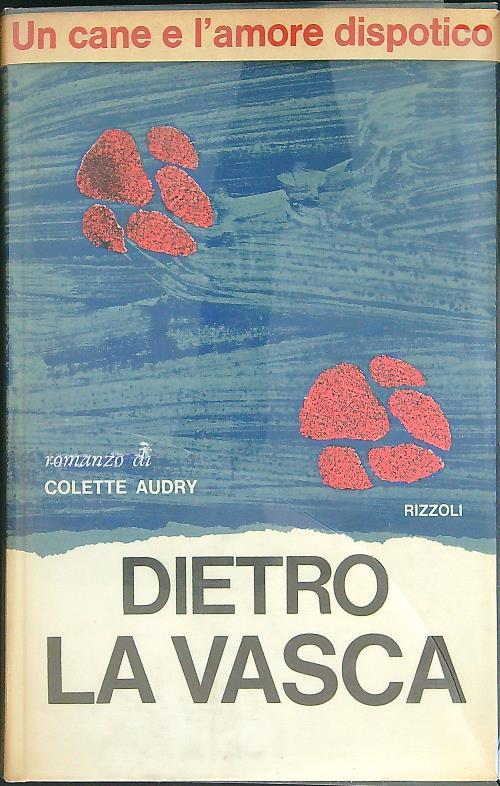 Un cane e l'amore dispotico
romanzo di
COLETTE AUDRY
RIZZOLI
DIETRO
LA VASCA